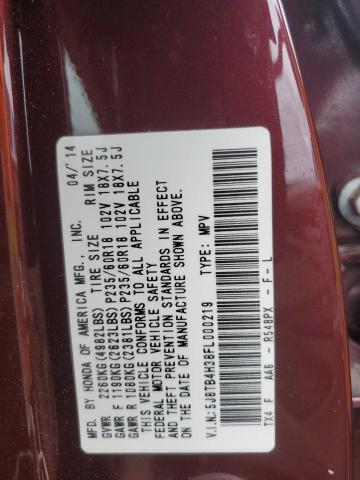 MFD. BY HONDA OF AMERICA MFG., INC. 04/'14
TIRE SIZE RIM SIZE
GVWR 2260KG(4982LBS)
GAWR F 1190KG(2623LBS) P235/60R18 102V 18X7.5J
GAWR R 1080KG(2381LBS) P235/60R18 102V 18X7.5J
THIS VEHICLE CONFORMS TO ALL APPLICABLE
FEDERAL MOTOR VEHICLE SAFETY
AND THEFT PREVENTION STANDARDS IN EFFECT
ON THE DATE OF MANUFACTURE SHOWN ABOVE.
V.I.N.: 5J8TB4H38FL000219 TYPE: MPV
TX4 F AA6 - R548PX - F - L